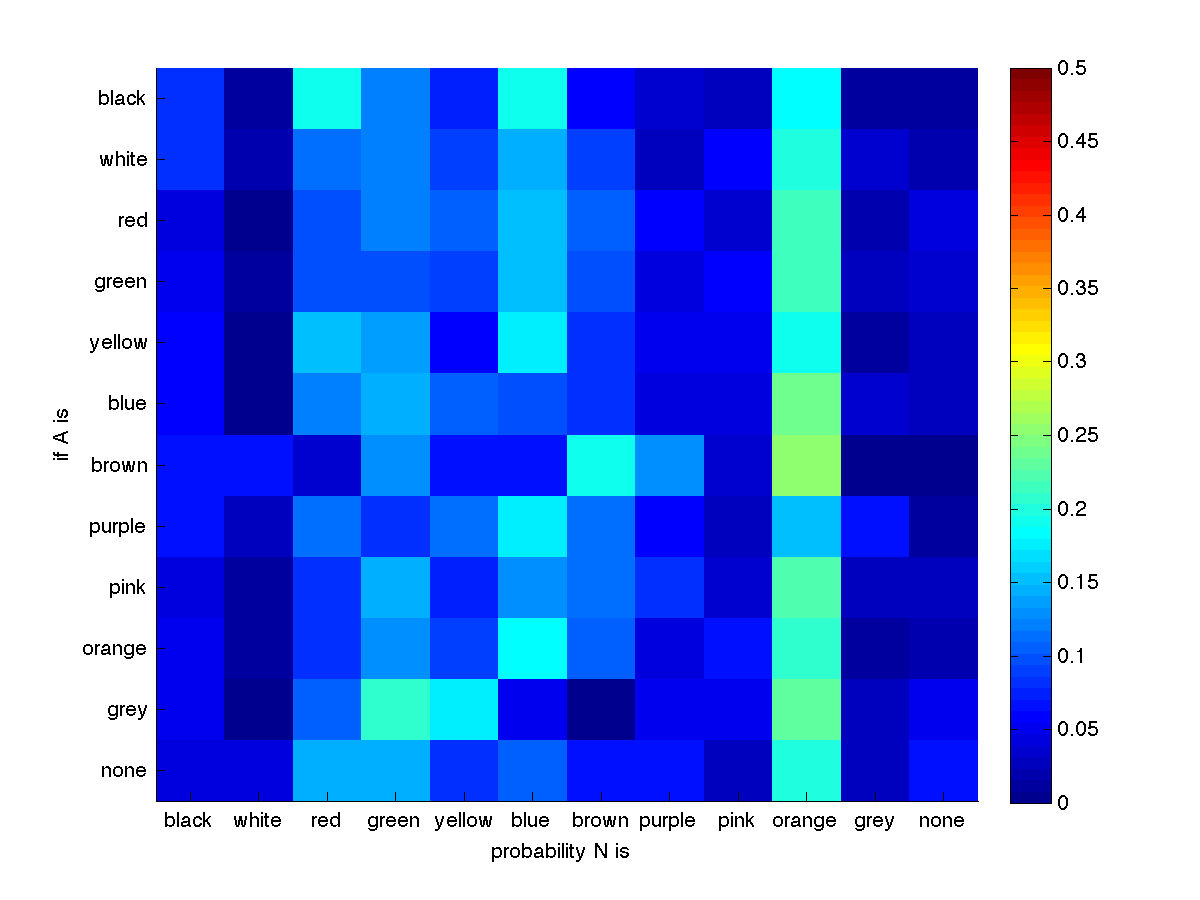 black
white
red
green
yellow
blue
brown
purple
pink
orange
grey
none
if A is
black white red green yellow blue brown purple pink orange grey none
probability N is
0.5
0.45
0.4
0.35
0.3
0.25
0.2
0.15
0.1
0.05
0